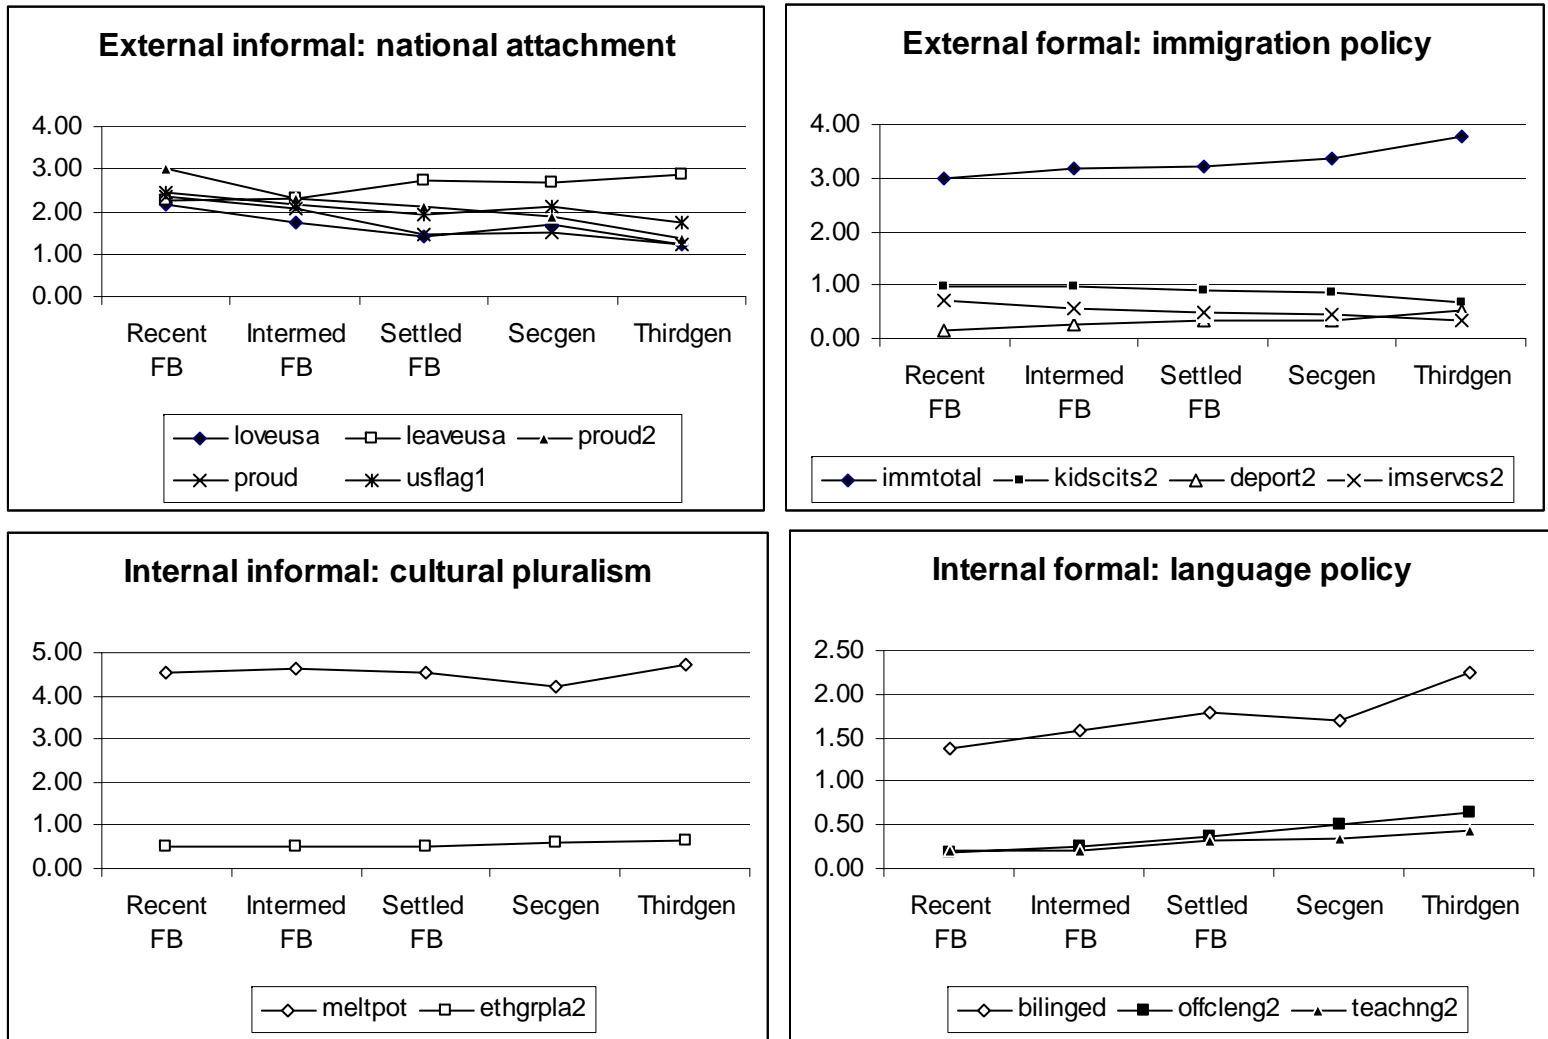 External informal: national attachment
4.00
3.00
2.00
1.00
0.00
Recent FB
Intermed FB
Settled FB
Secgen
Thirdgen
loveusa
leaveusa
proud2
proud
usflag1
External formal: immigration policy
4.00
3.00
2.00
1.00
0.00
Recent FB
Intermed FB
Settled FB
Secgen
Thirdgen
immtotal
kidscits2
deport2
imservcs2
Internal informal: cultural pluralism
5.00
4.00
3.00
2.00
1.00
0.00
Recent FB
Intermed FB
Settled FB
Secgen
Thirdgen
meltpot
ethgrpla2
Internal formal: language policy
2.50
2.00
1.50
1.00
0.50
0.00
Recent FB
Intermed FB
Settled FB
Secgen
Thirdgen
bilinged
offcleng2
teachng2